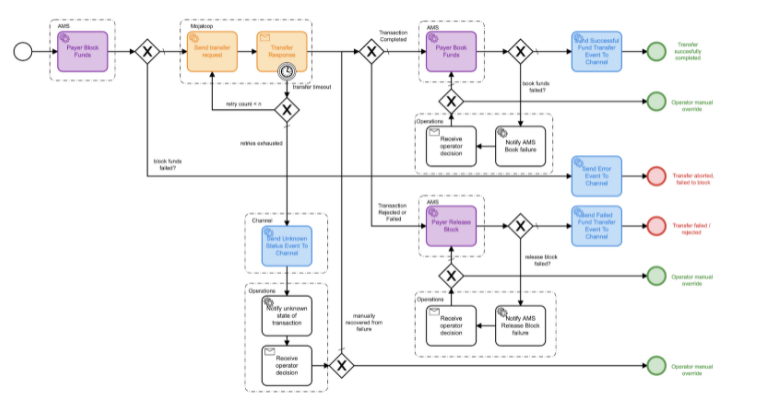 AMS
Payer Block
Funds
Mojaloop
Send transfer
request
Transfer
Response
transfer timeout
retry count < n
retries exhausted
block funds
failed?
Transaction
Completed
AMS
Payer Book
Funds
book funds
failed?
Send Successful
Fund Transfer
Event To
Channel
Transfer
succesfully
completed
Operator manual
override
Operations
Receive
operator
decision
Notify AMS
Book failure
Send Error
Event To
Channel
Transfer aborted,
failed to block
Transaction
Rejected or
Failed
AMS
Payer Release
Block
release block
failed?
Send Failed
Fund Transfer
Event To
Channel
Transfer failed /
rejected
Operator manual
override
Operations
Receive
operator
decision
Notify AMS
Release Block
failure
Channel
Send Unknown
Status Event To
Channel
Operations
Notify unknown
state of
transaction
Receive
operator
decision
manually
recovered from
failure
Operator manual
override